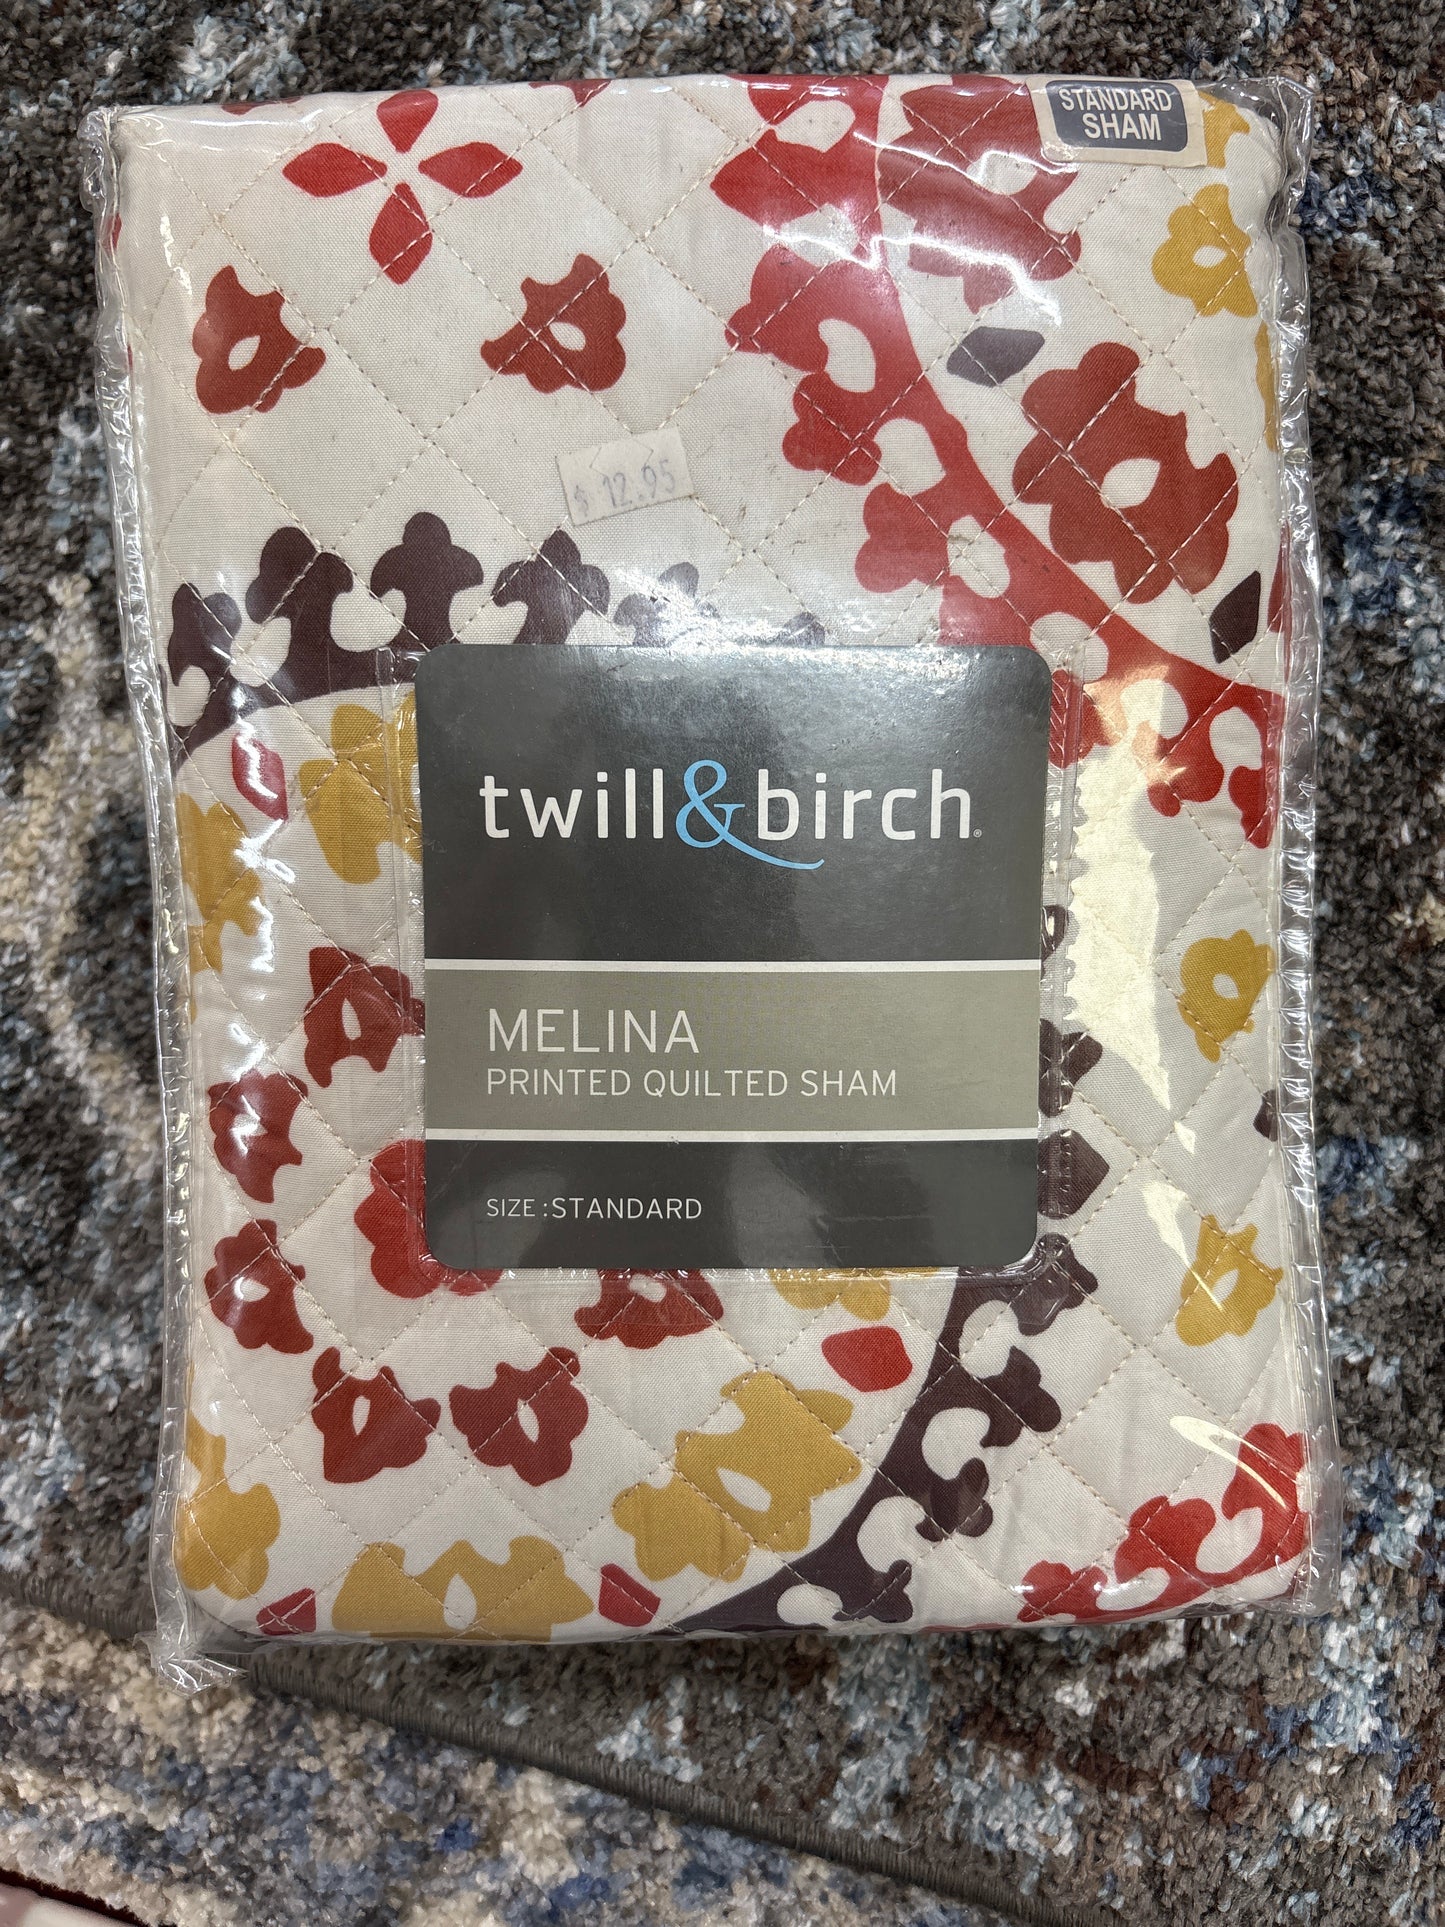 STANDARD
SHAM
$ 12.95
twill&birch®
MELINA
PRINTED QUILTED SHAM
SIZE : STANDARD